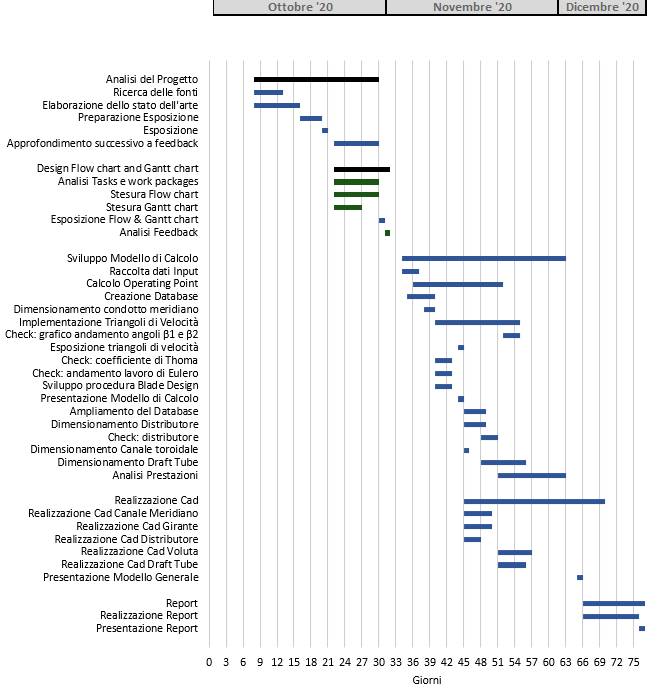 Ottobre '20 Novembre '20 Dicembre '20
Analisi del Progetto
Ricerca delle fonti
Elaborazione dello stato dell'arte
Preparazione Esposizione
Esposizione
Approfondimento successivo a feedback
Design Flow chart and Gantt chart
Analisi Tasks e work packages
Stesura Flow chart
Stesura Gantt chart
Esposizione Flow & Gantt chart
Analisi Feedback
Sviluppo Modello di Calcolo
Raccolta dati Input
Calcolo Operating Point
Creazione Database
Dimensionamento condotto meridiano
Implementazione Triangoli di Velocità
Check: grafico andamento angoli β1 e β2
Esposizione triangoli di velocità
Check: coefficiente di Thoma
Check: andamento lavoro di Eulero
Sviluppo procedura Blade Design
Presentazione Modello di Calcolo
Ampliamento del Database
Dimensionamento Distributore
Check: distributore
Dimensionamento Canale toroidale
Dimensionamento Draft Tube
Analisi Prestazioni
Realizzazione Cad
Realizzazione Cad Canale Meridiano
Realizzazione Cad Girante
Realizzazione Cad Distributore
Realizzazione Cad Voluta
Realizzazione Cad Draft Tube
Presentazione Modello Generale
Report
Realizzazione Report
Presentazione Report
0 3 6 9 12 15 18 21 24 27 30 33 36 39 42 45 48 51 54 57 60 63 66 69 72 75
Giorni